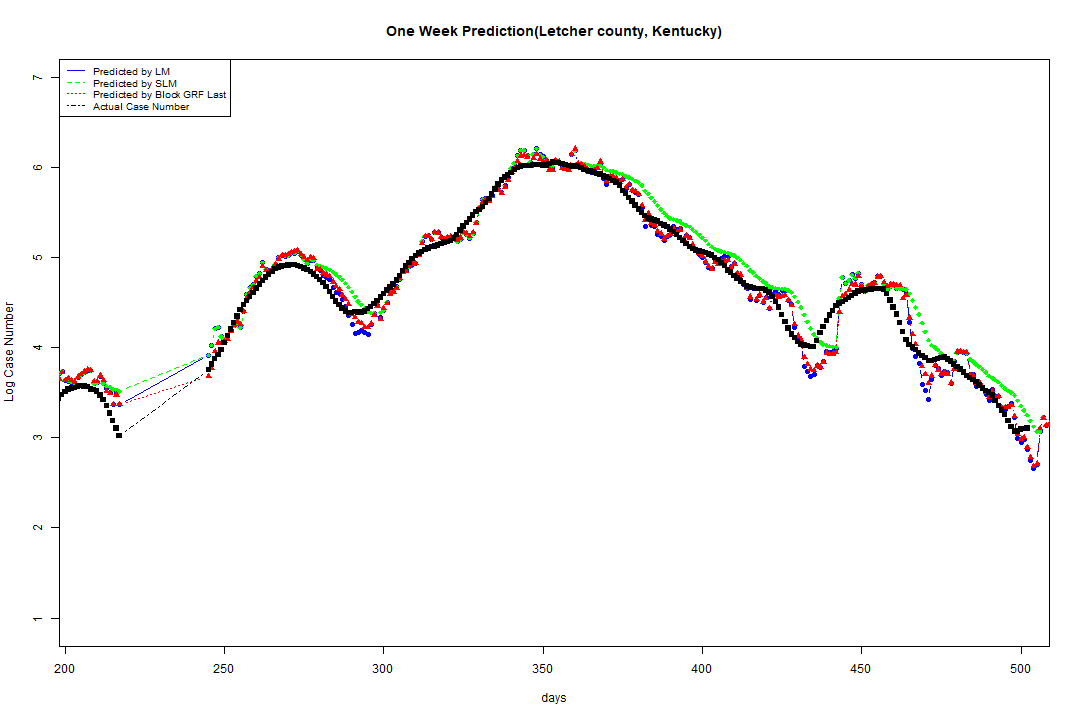 One Week Prediction(Letcher county, Kentucky)
Predicted by LM
Predicted by SLM
Predicted by Block GRF Last
Actual Case Number
7
6
5
4
3
2
1
Log Case Number
200 250 300 350 400 450 500
days